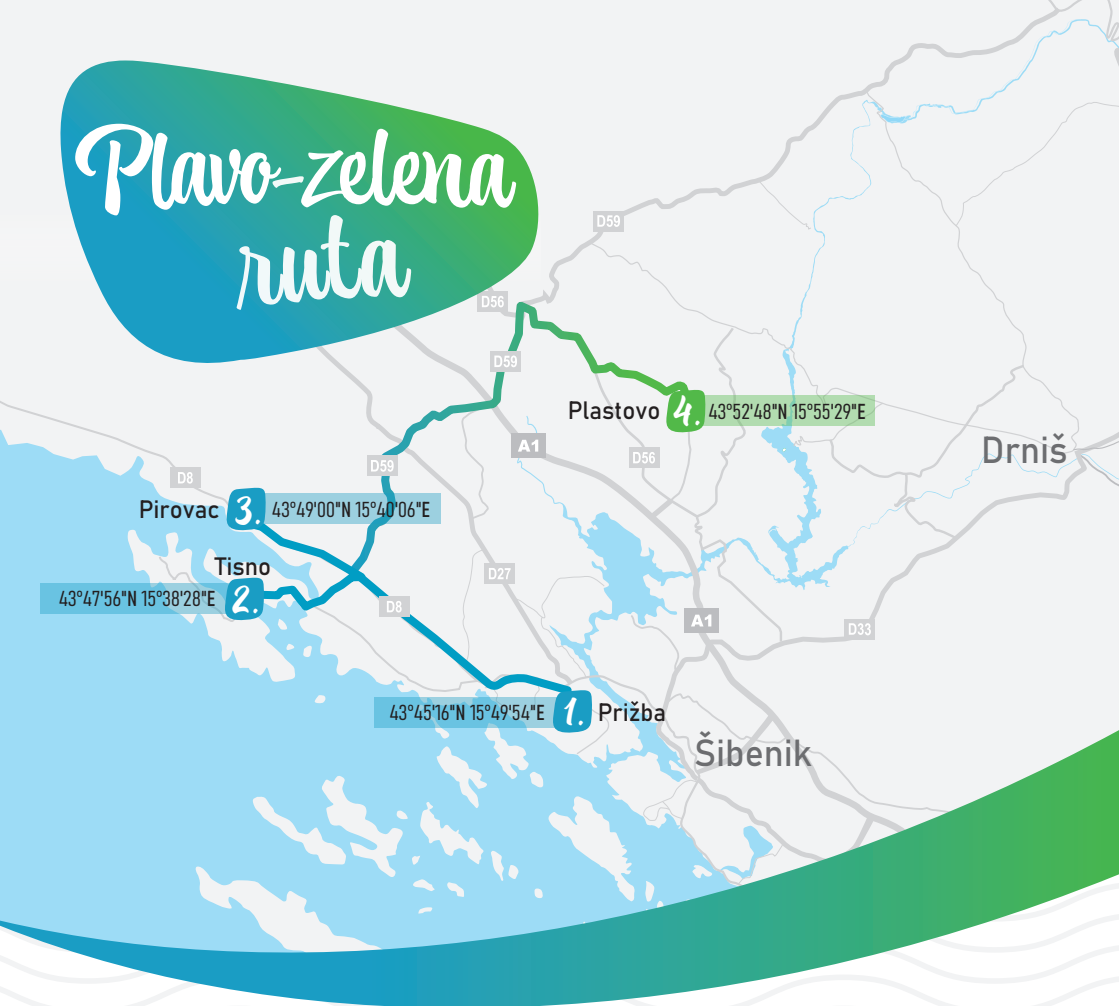 Plavo-zelena
ruta
D59
D56
D59
Plastovo 4. 43°52'48"N 15°55'29"E
A1
D56
Drniš
D59
D8
Pirovac 3. 43°49'00"N 15°40'06"E
Tisno
43°47'56"N 15°38'28"E 2.
D27
D8
A1
D33
43°45'16"N 15°49'54"E 1. Prižba
Šibenik